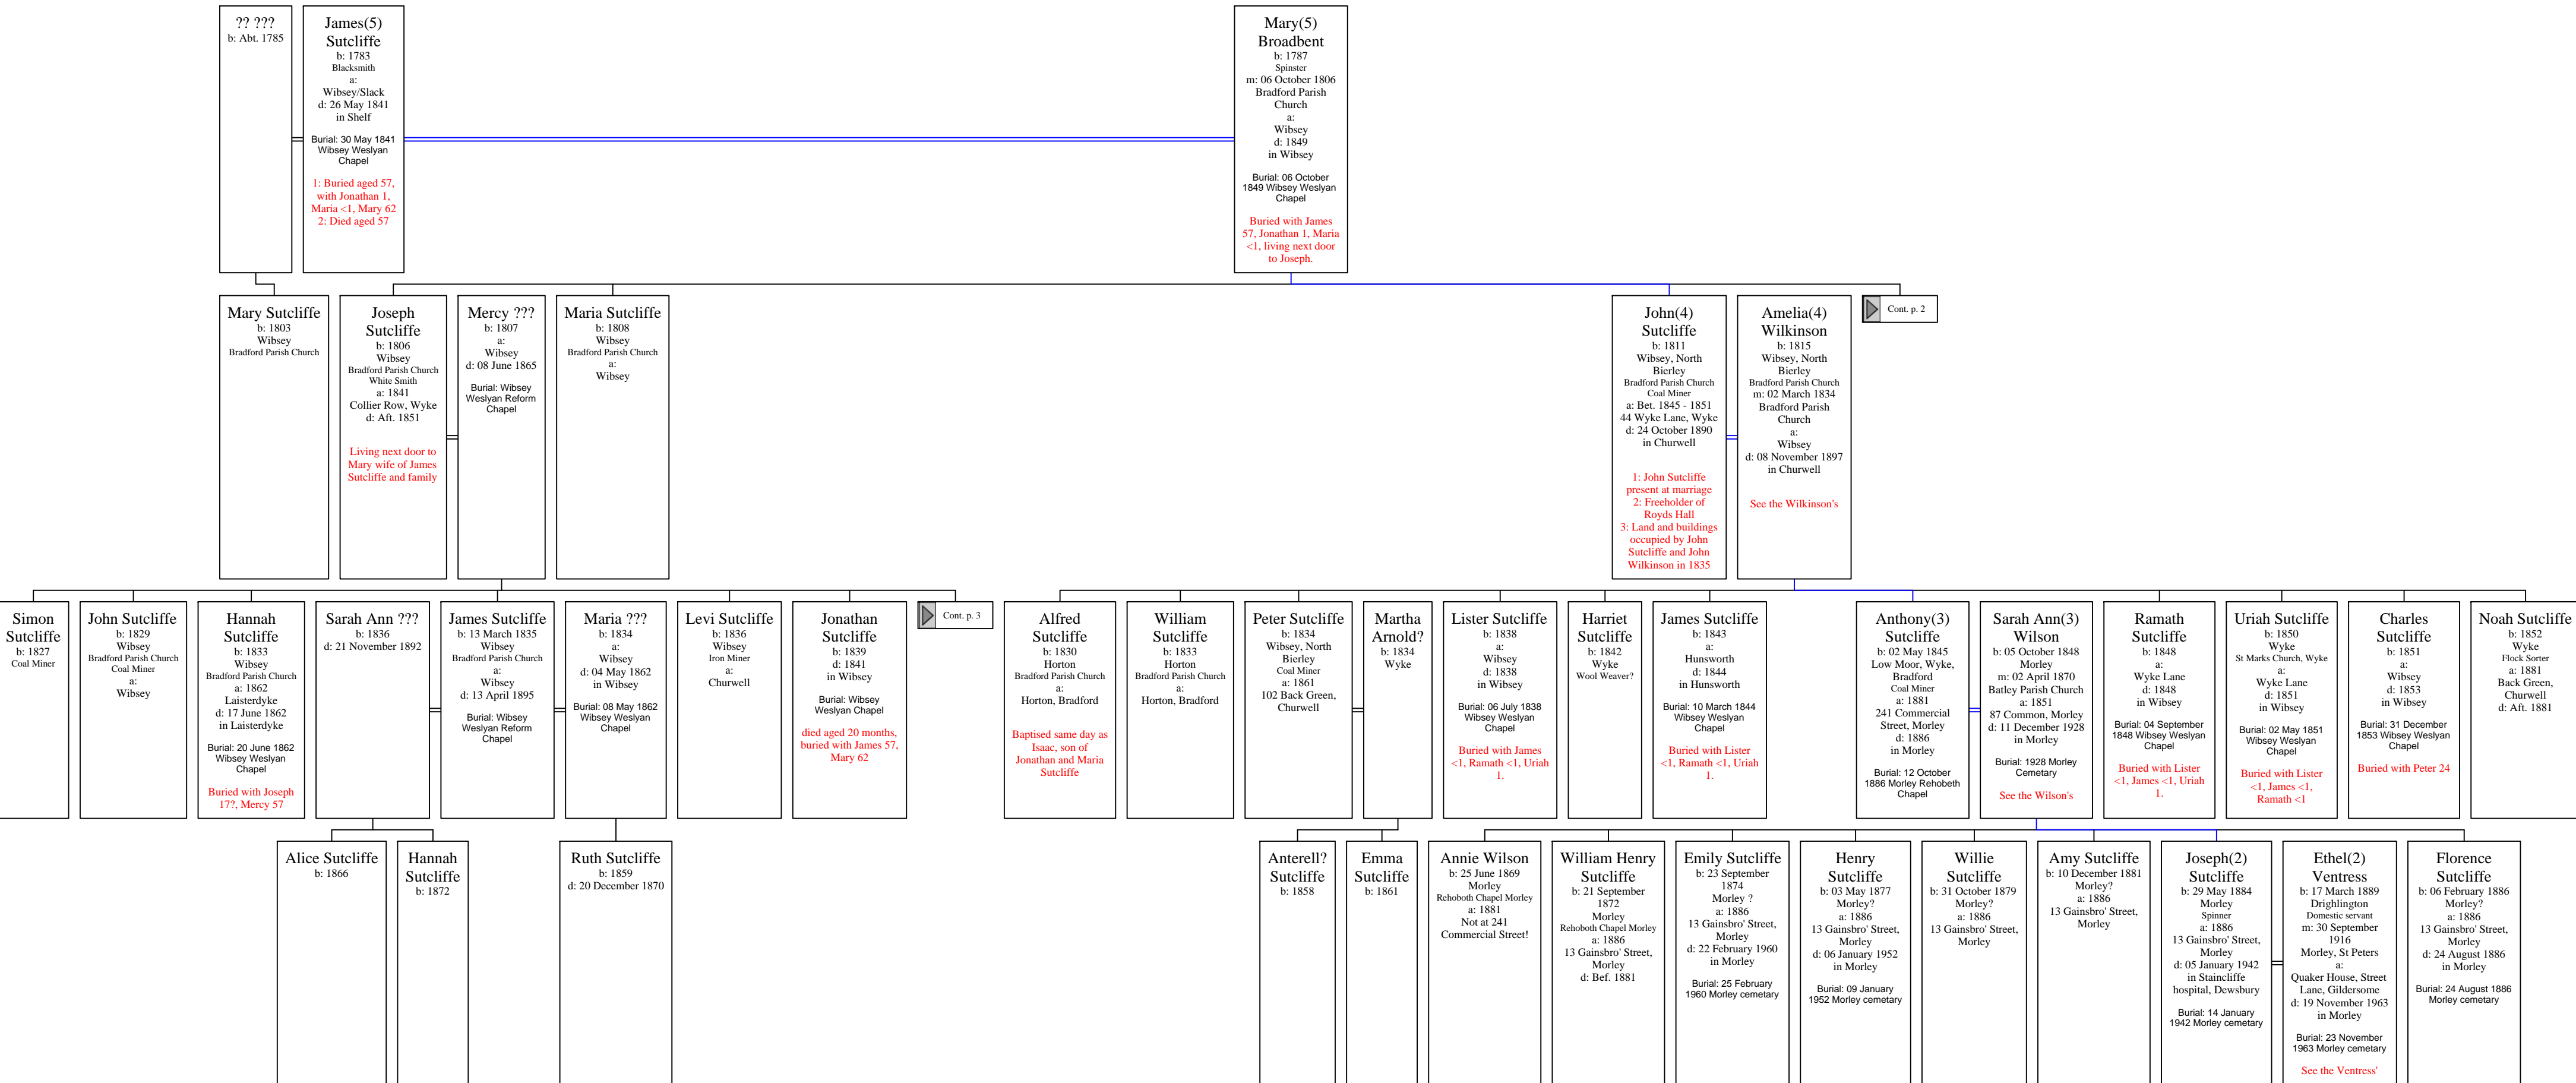 ?? ???
b: Abt. 1785
James(5)
Sutcliffe
b: 1783
Blacksmith
a:
Wibsey/Slack
d: 26 May 1841
in Shelf
Burial: 30 May 1841
Wibsey Weslyan
Chapel
1: Buried aged 57,
with Jonathan 1,
Maria <1, Mary 62
2: Died aged 57
Mary(5)
Broadbent
b: 1787
Spinster
m: 06 October 1806
Bradford Parish
Church
a:
Wibsey
d: 1849
in Wibsey
Burial: 06 October
1849 Wibsey Weslyan
Chapel
Buried with James
57, Jonathan 1, Maria
<1, living next door
to Joseph.
Mary Sutcliffe
b: 1803
Wibsey
Bradford Parish Church
Joseph
Sutcliffe
b: 1806
Wibsey
Bradford Parish Church
White Smith
a: 1841
Collier Row, Wyke
d: Aft. 1851
Living next door to
Mary wife of James
Sutcliffe and family
Mercy ???
b: 1807
a:
Wibsey
d: 08 June 1865
Burial: Wibsey
Weslyan Reform
Chapel
Maria Sutcliffe
b: 1808
Wibsey
Bradford Parish Church
a:
Wibsey
John(4)
Sutcliffe
b: 1811
Wibsey, North
Bierley
Bradford Parish Church
Coal Miner
a: Bet. 1845 - 1851
44 Wyke Lane, Wyke
d: 24 October 1890
in Churwell
1: John Sutcliffe
present at marriage
2: Freeholder of
Royds Hall
3: Land and buildings
occupied by John
Sutcliffe and John
Wilkinson in 1835
Amelia(4)
Wilkinson
b: 1815
Wibsey, North
Bierley
Bradford Parish Church
m: 02 March 1834
Bradford Parish
Church
a:
Wibsey
d: 08 November 1897
in Churwell
See the Wilkinson's
Cont. p. 2
Simon
Sutcliffe
b: 1827
Coal Miner
John Sutcliffe
b: 1829
Wibsey
Bradford Parish Church
Coal Miner
a:
Wibsey
Hannah
Sutcliffe
b: 1833
Wibsey
Bradford Parish Church
a: 1862
Laisterdyke
d: 17 June 1862
in Laisterdyke
Burial: 20 June 1862
Wibsey Weslyan
Chapel
Buried with Joseph
17?, Mercy 57
Sarah Ann ???
b: 1836
d: 21 November 1892
James Sutcliffe
b: 13 March 1835
Wibsey
Bradford Parish Church
a:
Wibsey
d: 13 April 1895
Burial: Wibsey
Weslyan Reform
Chapel
Maria ???
b: 1834
a:
Wibsey
d: 04 May 1862
in Wibsey
Burial: 08 May 1862
Wibsey Weslyan
Chapel
Levi Sutcliffe
b: 1836
Wibsey
Iron Miner
a:
Churwell
Jonathan
Sutcliffe
b: 1839
d: 1841
in Wibsey
Burial: Wibsey
Weslyan Chapel
died aged 20 months,
buried with James 57,
Mary 62
Cont. p. 3
Alfred
Sutcliffe
b: 1830
Horton
Bradford Parish Church
a:
Horton, Bradford
Baptised same day as
Isaac, son of
Jonathan and Maria
Sutcliffe
William
Sutcliffe
b: 1833
Horton
Bradford Parish Church
a:
Horton, Bradford
Peter Sutcliffe
b: 1834
Wibsey, North
Bierley
Coal Miner
a: 1861
102 Back Green,
Churwell
Martha
Arnold?
b: 1834
Wyke
Lister Sutcliffe
b: 1838
a:
Wibsey
d: 1838
in Wibsey
Burial: 06 July 1838
Wibsey Weslyan
Chapel
Buried with James
<1, Ramath <1, Uriah
1.
Harriet
Sutcliffe
b: 1842
Wyke
Wool Weaver?
James Sutcliffe
b: 1843
a:
Hunsworth
d: 1844
in Hunsworth
Burial: 10 March 1844
Wibsey Weslyan
Chapel
Buried with Lister
<1, Ramath <1, Uriah
1.
Anthony(3)
Sutcliffe
b: 02 May 1845
Low Moor, Wyke,
Bradford
Coal Miner
a: 1881
241 Commercial
Street, Morley
d: 1886
in Morley
Burial: 12 October
1886 Morley Rehobeth
Chapel
Sarah Ann(3)
Wilson
b: 05 October 1848
Morley
m: 02 April 1870
Batley Parish Church
a: 1851
87 Common, Morley
d: 11 December 1928
in Morley
Burial: 1928 Morley
Cemetary
See the Wilson's
Ramath
Sutcliffe
b: 1848
a:
Wyke Lane
d: 1848
in Wibsey
Burial: 04 September
1848 Wibsey Weslyan
Chapel
Buried with Lister
<1, James <1, Uriah
1.
Uriah Sutcliffe
b: 1850
Wyke
St Marks Church, Wyke
a:
Wyke Lane
d: 1851
in Wibsey
Burial: 02 May 1851
Wibsey Weslyan
Chapel
Buried with Lister
<1, James <1,
Ramath <1
Charles
Sutcliffe
b: 1851
a:
Wibsey
d: 1853
in Wibsey
Burial: 31 December
1853 Wibsey Weslyan
Chapel
Buried with Peter 24
Noah Sutcliffe
b: 1852
Wyke
Flock Sorter
a: 1881
Back Green,
Churwell
d: Aft. 1881
Alice Sutcliffe
b: 1866
Hannah
Sutcliffe
b: 1872
Ruth Sutcliffe
b: 1859
d: 20 December 1870
Anterell?
Sutcliffe
b: 1858
Emma
Sutcliffe
b: 1861
Annie Wilson
b: 25 June 1869
Morley
Rehoboth Chapel Morley
a: 1881
Not at 241
Commercial Street!
William Henry
Sutcliffe
b: 21 September
1872
Morley
Rehoboth Chapel Morley
a: 1886
13 Gainsbro' Street,
Morley
d: Bef. 1881
Emily Sutcliffe
b: 23 September
1874
Morley ?
a: 1886
13 Gainsbro' Street,
Morley
d: 22 February 1960
in Morley
Burial: 25 February
1960 Morley cemetary
Henry
Sutcliffe
b: 03 May 1877
Morley?
a: 1886
13 Gainsbro' Street,
Morley
d: 06 January 1952
in Morley
Burial: 09 January
1952 Morley cemetary
Willie
Sutcliffe
b: 31 October 1879
Morley?
a: 1886
13 Gainsbro' Street,
Morley
Amy Sutcliffe
b: 10 December 1881
Morley?
a: 1886
13 Gainsbro' Street,
Morley
Joseph(2)
Sutcliffe
b: 29 May 1884
Morley
Spinner
a: 1886
13 Gainsbro' Street,
Morley
d: 05 January 1942
in Staincliffe
hospital, Dewsbury
Burial: 14 January
1942 Morley cemetary
Ethel(2)
Ventress
b: 17 March 1889
Drighlington
Domestic servant
m: 30 September
1916
Morley, St Peters
a:
Quaker House, Street
Lane, Gildersome
d: 19 November 1963
in Morley
Burial: 23 November
1963 Morley cemetary
See the Ventress'
Florence
Sutcliffe
b: 06 February 1886
Morley?
a: 1886
13 Gainsbro' Street,
Morley
d: 24 August 1886
in Morley
Burial: 24 August 1886
Morley cemetary